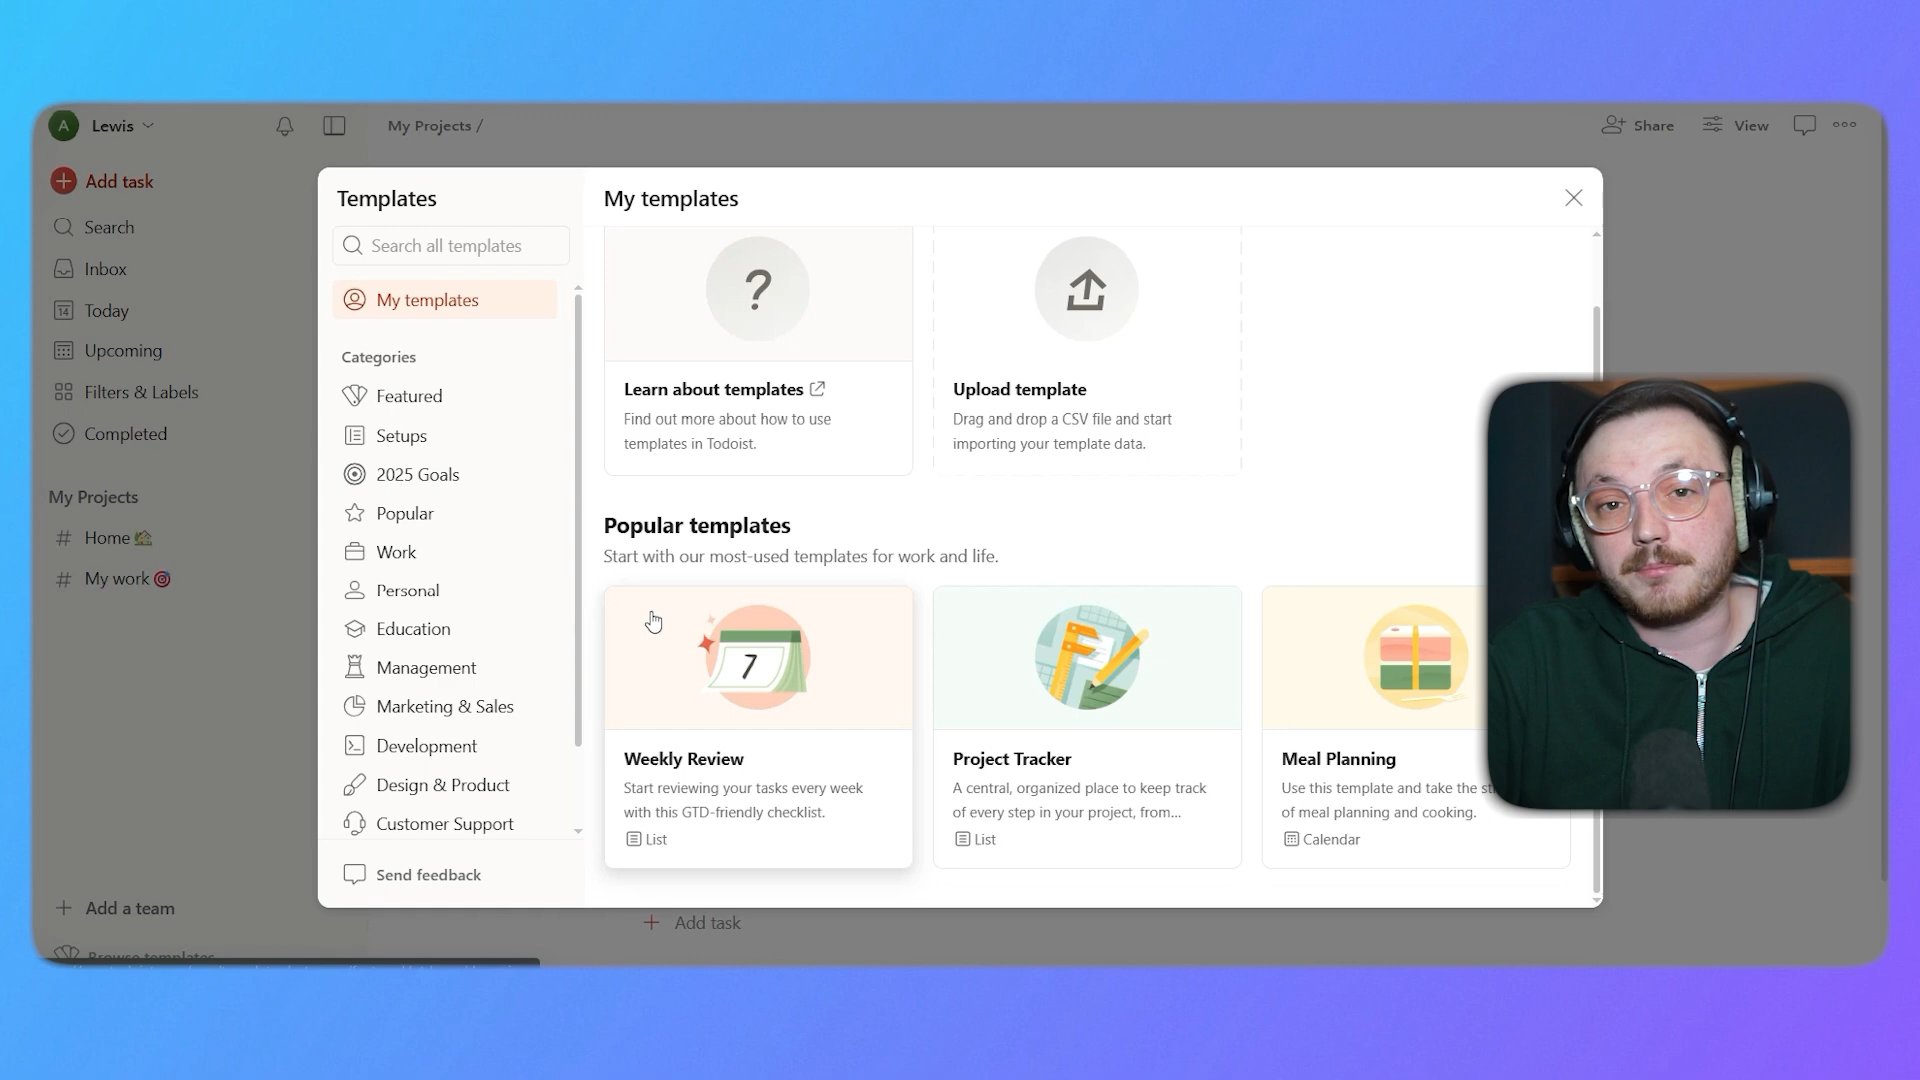 A Lewis
My Projects /
Share
View
Add task
Search
Inbox
14 Today
Upcoming
Filters & Labels
Completed
My Projects
# Home
# My work
Add a team
Browse templates
Templates
Search all templates
My templates
Categories
Featured
Setups
2025 Goals
Popular
Work
Personal
Education
Management
Marketing & Sales
Development
Design & Product
Customer Support
Send feedback
My templates
?
Learn about templates
Find out more about how to use
templates in Todoist.
Upload template
Drag and drop a CSV file and start
importing your template data.
Popular templates
Start with our most-used templates for work and life.
7
Weekly Review
Start reviewing your tasks every week
with this GTD-friendly checklist.
List
Project Tracker
A central, organized place to keep track
of every step in your project, from...
List
Meal Planning
Use this template and take the
of meal planning and cooking.
Calendar
Add task